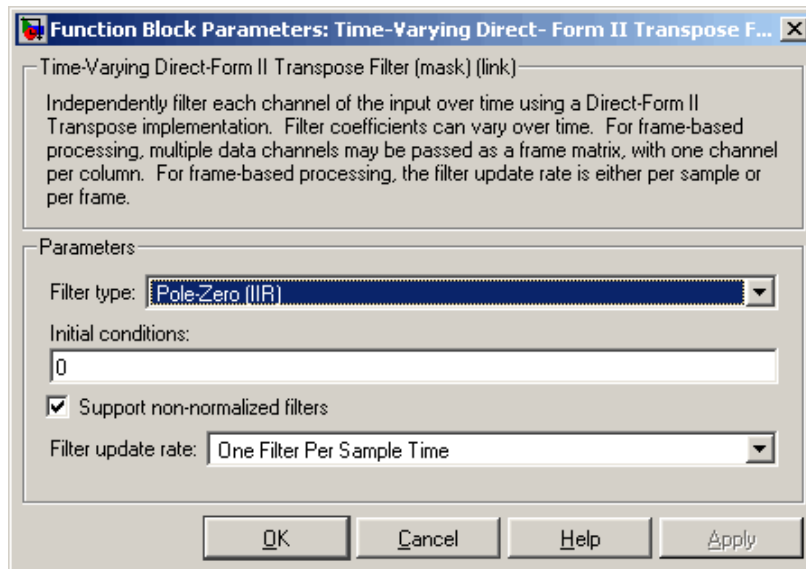 Function Block Parameters: Time-Varying Direct- Form II Transpose F...
Time-Varying Direct-Form II Transpose Filter (mask) (link)
Independently filter each channel of the input over time using a Direct-Form II
Transpose implementation.  Filter coefficients can vary over time.  For frame-based
processing, multiple data channels may be passed as a frame matrix, with one channel
per column.  For frame-based processing, the filter update rate is either per sample or
per frame.
Parameters
Filter type: Pole-Zero (IIR)
Initial conditions:
0
Support non-normalized filters
Filter update rate: One Filter Per Sample Time
OK Cancel Help Apply